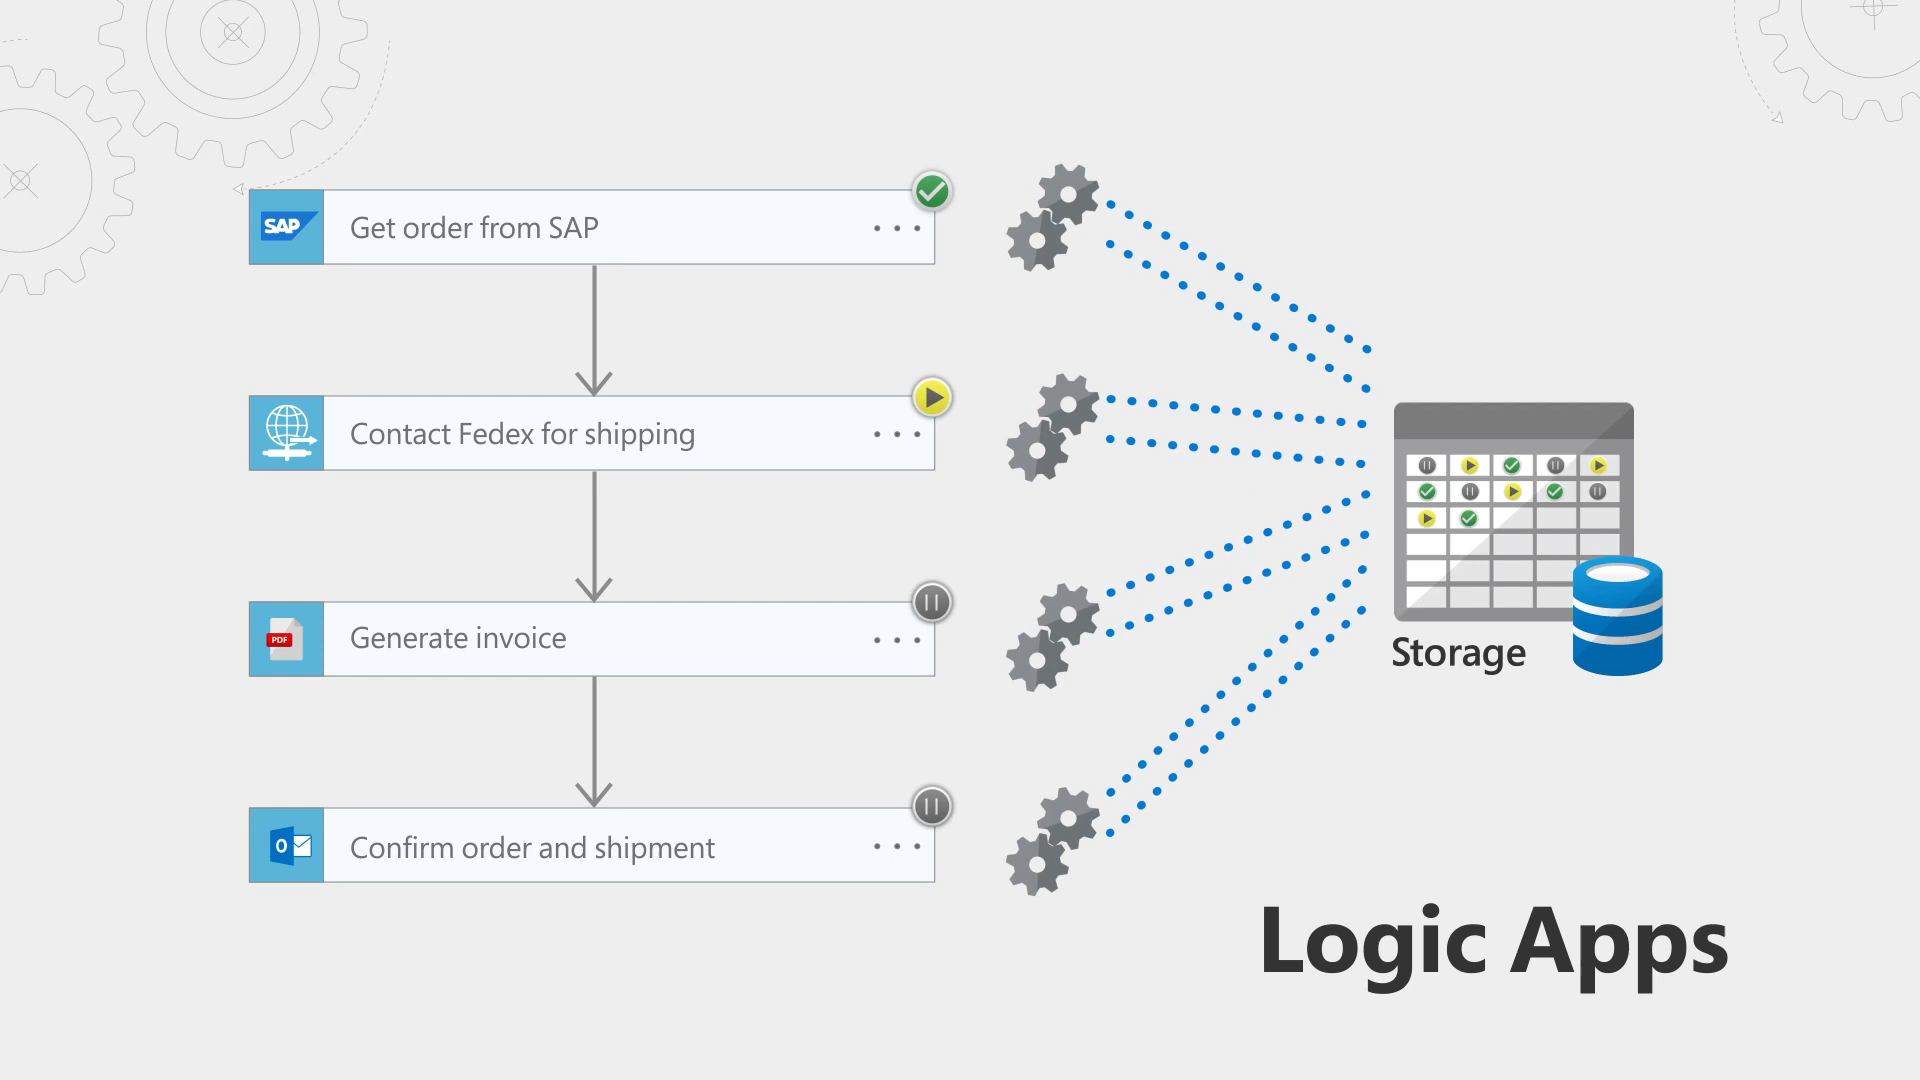 SAP
Get order from SAP
Contact Fedex for shipping
PDF
Generate invoice
O
Confirm order and shipment
Storage
Logic Apps